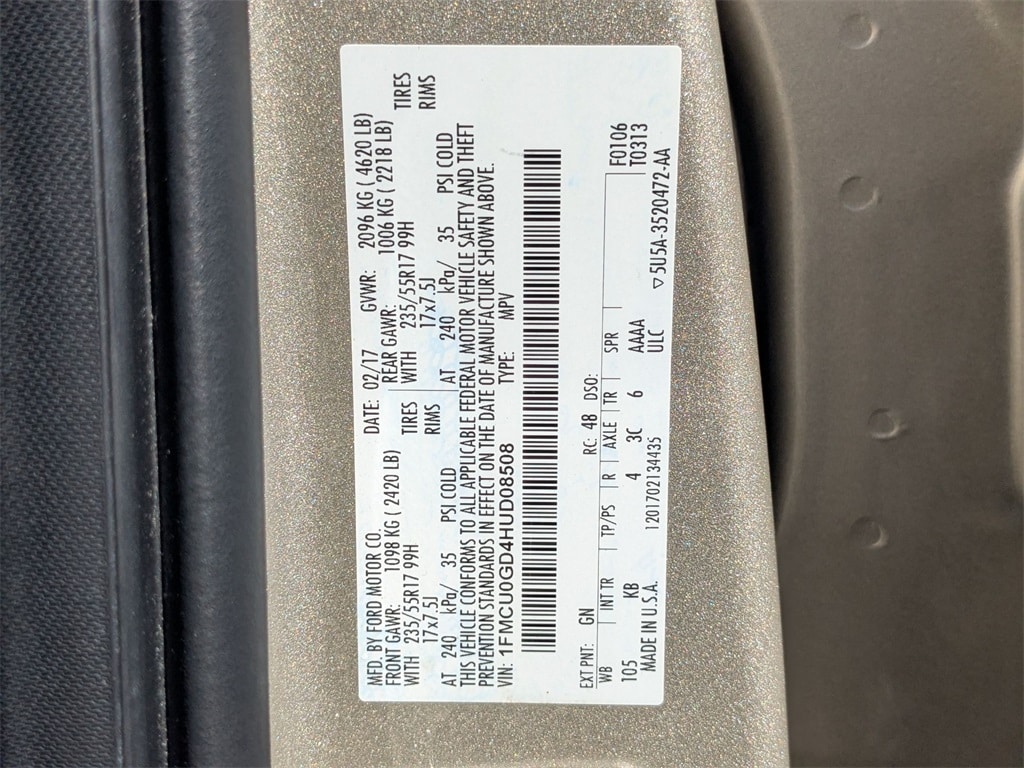 MFD. BY FORD MOTOR CO. DATE: 02/17 GVWR: 2096 KG ( 4620 LB)
FRONT GAWR: 1098 KG ( 2420 LB) REAR GAWR: 1006 KG ( 2218 LB)
WITH 235/55R17 99H TIRES WITH 235/55R17 99H TIRES
17x7.5J RIMS 17x7.5J RIMS
AT 240 kPa/ 35 PSI COLD AT 240 kPa/ 35 PSI COLD
THIS VEHICLE CONFORMS TO ALL APPLICABLE FEDERAL MOTOR VEHICLE SAFETY AND THEFT
PREVENTION STANDARDS IN EFFECT ON THE DATE OF MANUFACTURE SHOWN ABOVE.
VIN: 1FMCU0GD4HUD08508 TYPE: MPV
EXT PNT: GN RC: 48 DSO:
WB INT TR TP/PS R AXLE TR SPR F0106
105 KB 4 3C 6 AAAA T0313
MADE IN U.S.A. 12017702134435 ULC ▽5U5A-3520472-AA